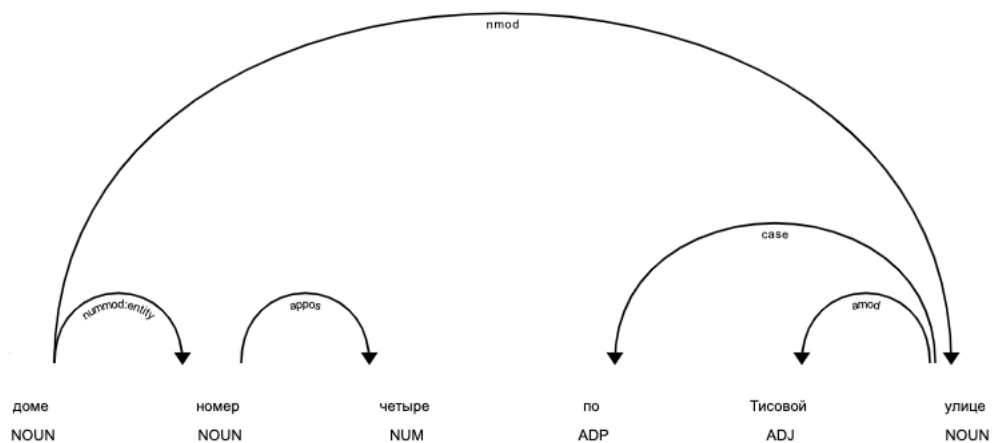 nmod
case
nummod:entity appos amod
доме номер четыре по Тисовой улице
NOUN NOUN NUM ADP ADJ NOUN